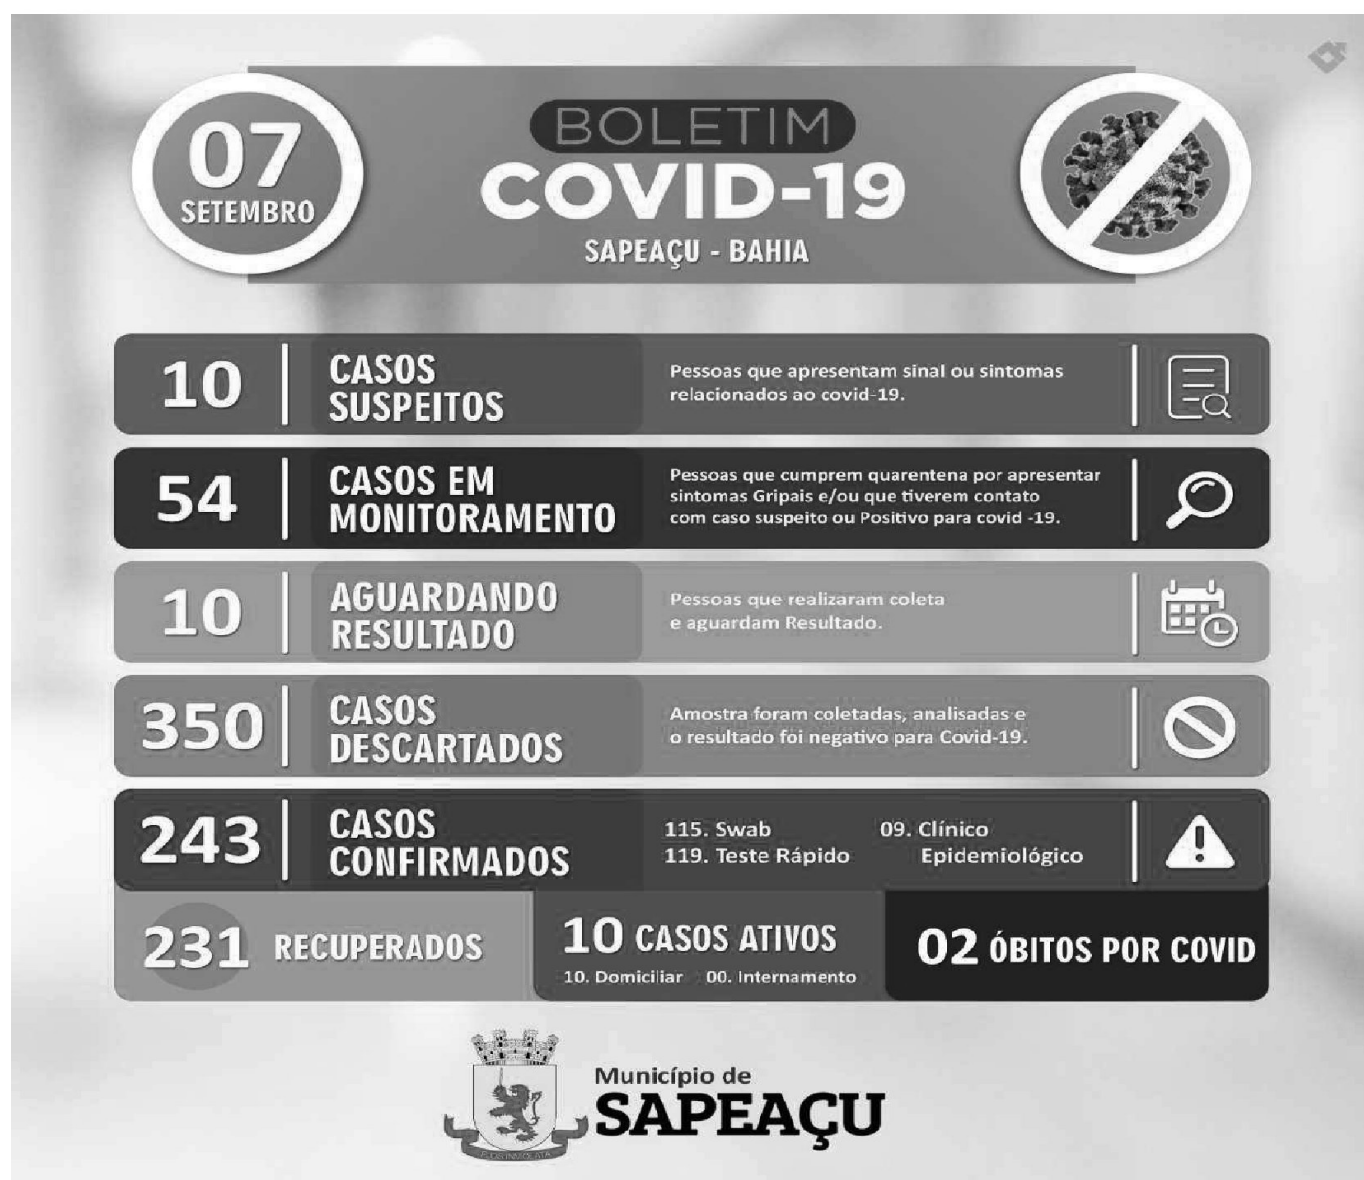 07
SETEMBRO
BOLETIM
COVID-19
SAPEAÇU - BAHIA
10
CASOS
SUSPEITOS
Pessoas que apresentam sinal ou sintomas
relacionados ao covid-19.
54
CASOS EM
MONITORAMENTO
Pessoas que cumprem quarentena por apresentar
sintomas Gripais e/ou que tiverem contato
com caso suspeito ou Positivo para covid -19.
10
AGUARDANDO
RESULTADO
Pessoas que realizaram coleta
e aguardam Resultado.
350
CASOS
DESCARTADOS
Amostra foram coletadas, analisadas e
o resultado foi negativo para Covid-19.
243
CASOS
CONFIRMADOS
115. Swab
119. Teste Rápido
09. Clínico
Epidemiológico
231 RECUPERADOS
10 CASOS ATIVOS
10. Domiciliar 00. Internamento
02 ÓBITOS POR COVID
Município de
SAPEAÇU